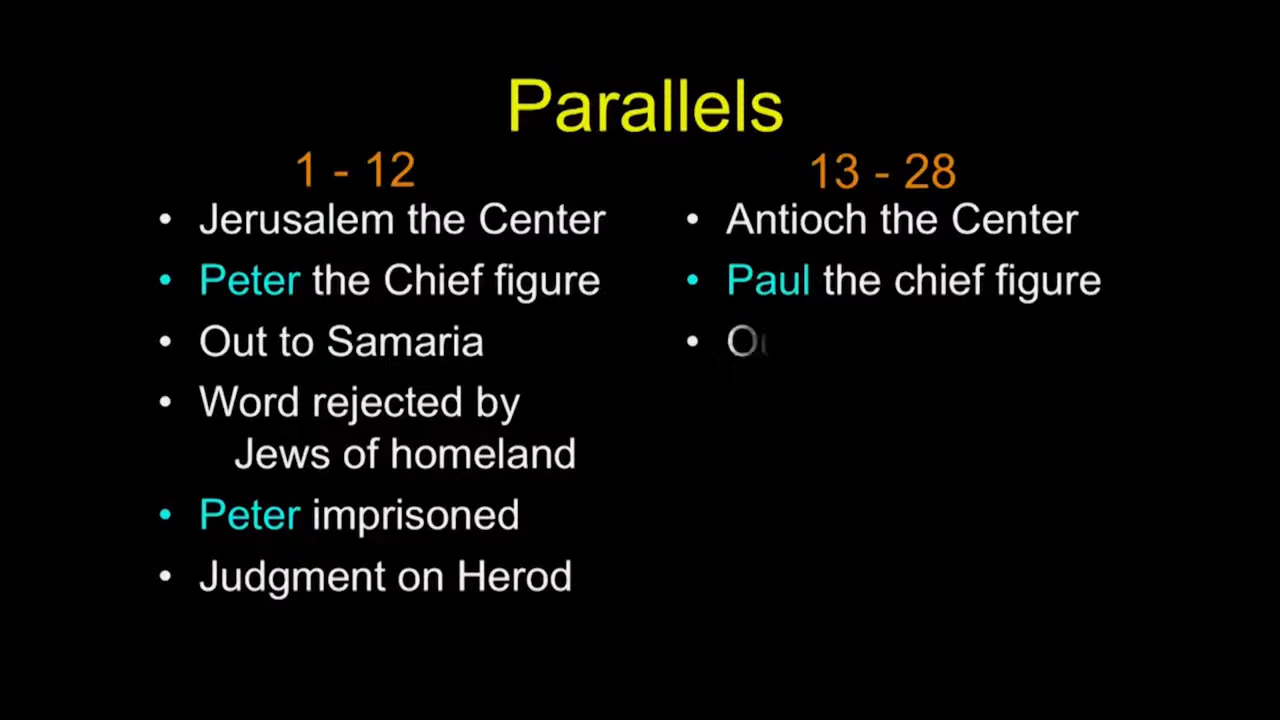 Parallels
1 - 12
• Jerusalem the Center
• Peter the Chief figure
• Out to Samaria
• Word rejected by
Jews of homeland
• Peter imprisoned
• Judgment on Herod
13 - 28
• Antioch the Center
• Paul the chief figure